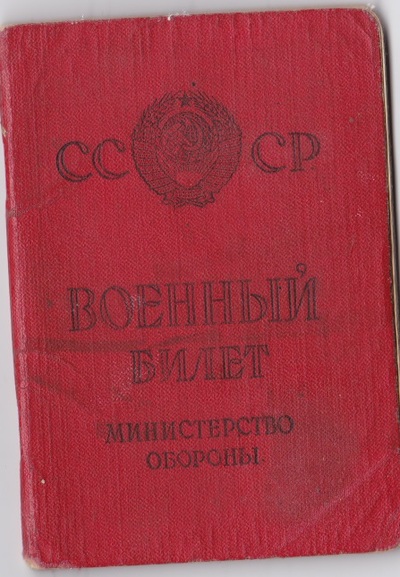 СССР
ВОЕННЫЙ
БИЛЕТ
МИНИСТЕРСТВО
ОБОРОНЫ